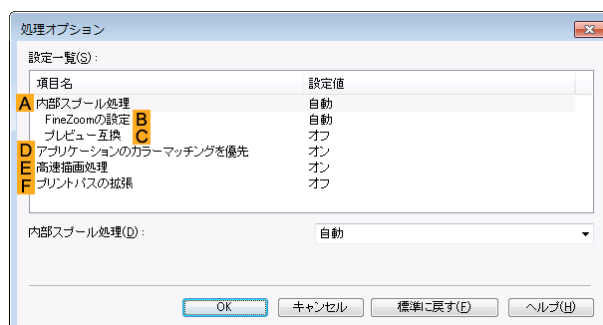 処理オプション
設定一覧(S):
項目名 設定値
A 内部スプール処理 自動
FineZoomの設定 B 自動
プレビュー互換 C オフ
D アプリケーションのカラーマッチングを優先 オン
E 高速描画処理 オン
F プリントパスの拡張 オフ
内部スプール処理(D): 自動
OK キャンセル 標準に戻す(F) ヘルプ(H)